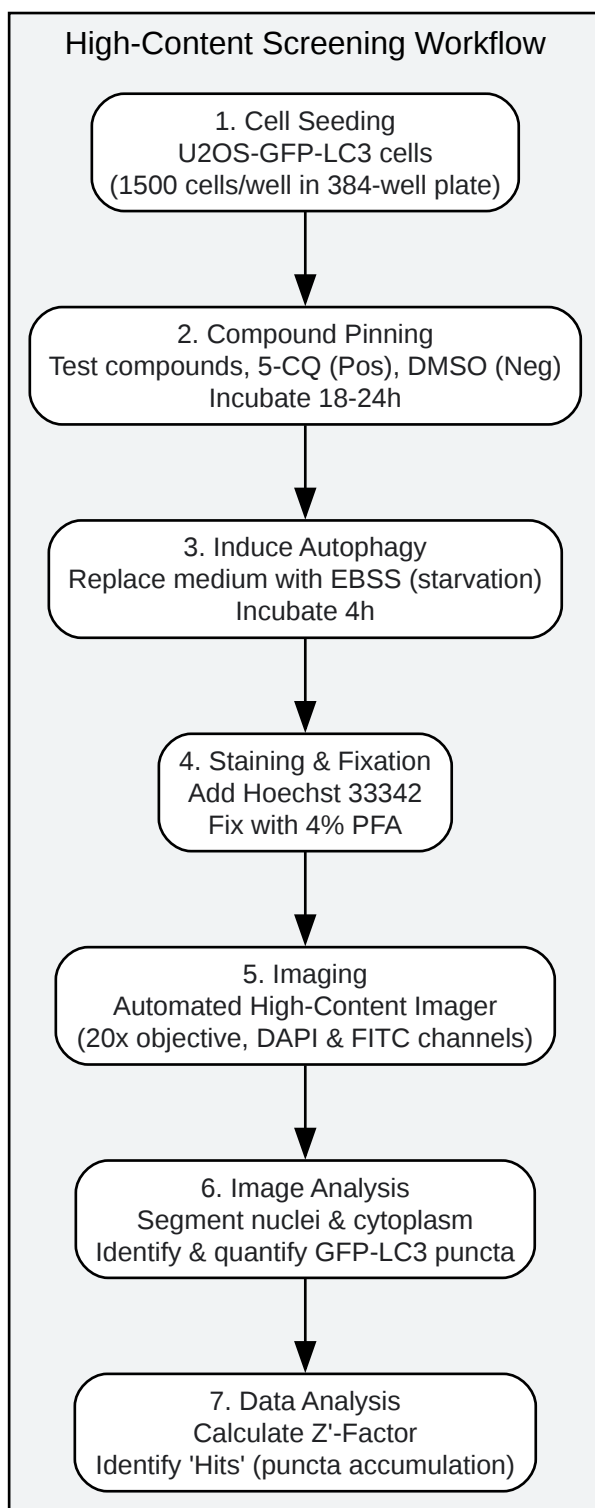 High-Content Screening Workflow
1. Cell Seeding
U2OS-GFP-LC3 cells
(1500 cells/well in 384-well plate)
2. Compound Pinning
Test compounds, 5-CQ (Pos), DMSO (Neg)
Incubate 18-24h
3. Induce Autophagy
Replace medium with EBSS (starvation)
Incubate 4h
4. Staining & Fixation
Add Hoechst 33342
Fix with 4% PFA
5. Imaging
Automated High-Content Imager
(20x objective, DAPI & FITC channels)
6. Image Analysis
Segment nuclei & cytoplasm
Identify & quantify GFP-LC3 puncta
7. Data Analysis
Calculate Z'-Factor
Identify 'Hits' (puncta accumulation)